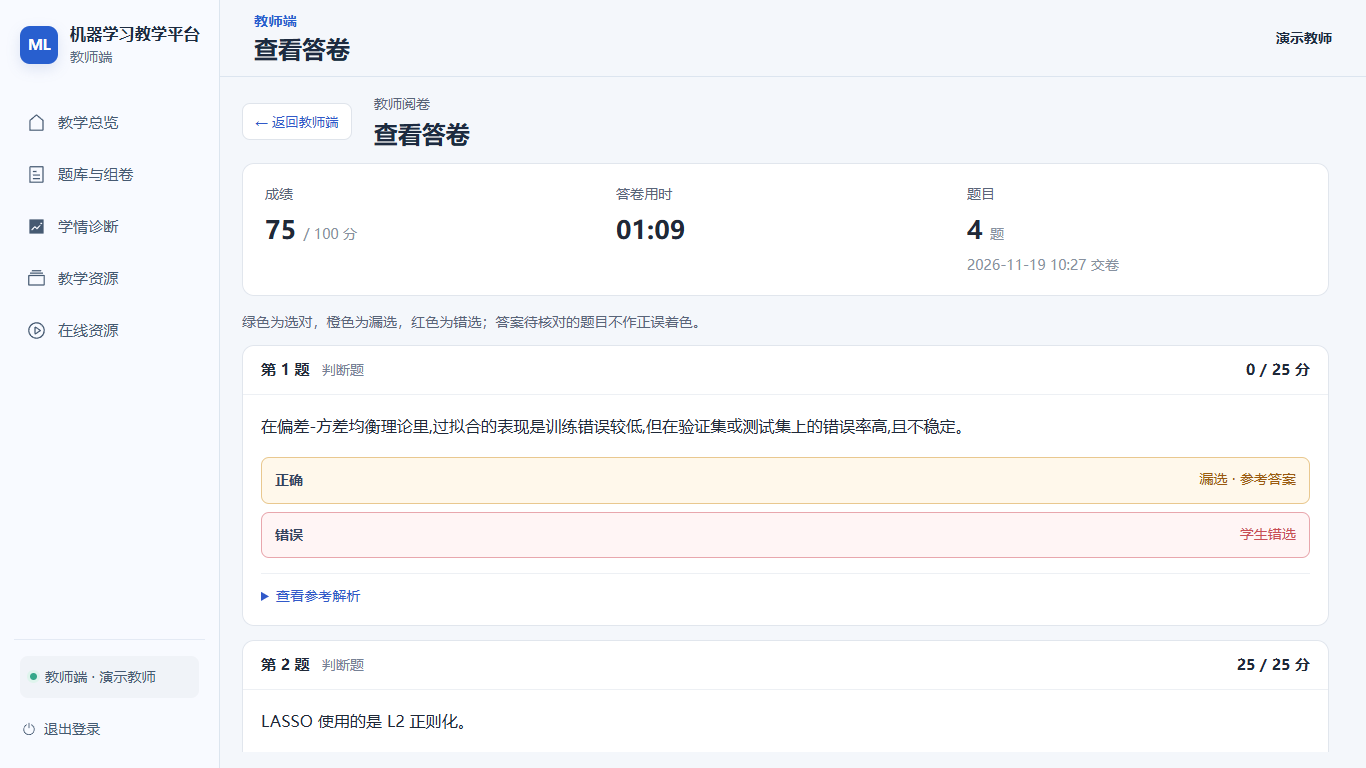 ML
机器学习教学平台
教师端
教学总览
题库与组卷
学情诊断
教学资源
在线资源
教师端 · 演示教师
退出登录
教师端
查看答卷
演示教师
← 返回教师端
教师阅卷
查看答卷
成绩
75 / 100 分
答卷用时
01:09
题目
4 题
2026-11-19 10:27 交卷
绿色为选对，橙色为漏选，红色为错选；答案待核对的题目不作正误着色。
第 1 题 判断题
0 / 25 分
在偏差-方差均衡理论里,过拟合的表现是训练错误较低,但在验证集或测试集上的错误率高,且不稳定。
正确
漏选 · 参考答案
错误
学生错选
查看参考解析
第 2 题 判断题
25 / 25 分
LASSO 使用的是 L2 正则化。